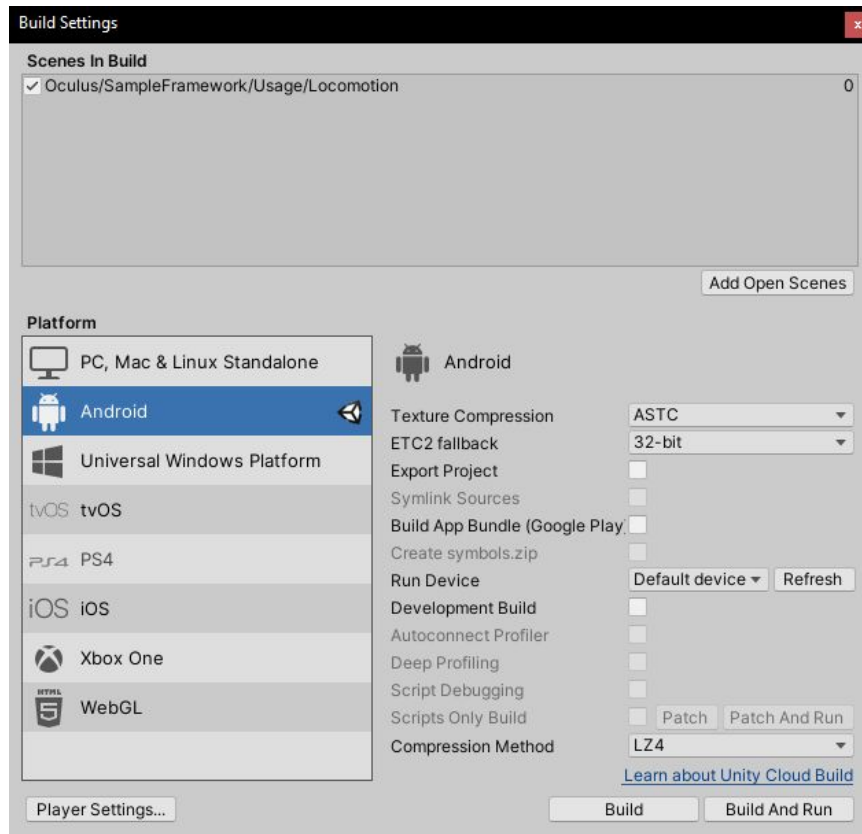 Build Settings
x
Scenes In Build
Oculus/SampleFramework/Usage/Locomotion 0
Add Open Scenes
Platform
PC, Mac & Linux Standalone
Android
Universal Windows Platform
tvOS tvOS
PS4 PS4
iOS iOS
Xbox One
HTML 5 WebGL
Android
Texture Compression ASTC
ETC2 fallback 32-bit
Export Project
Symlink Sources
Build App Bundle (Google Play)
Create symbols.zip
Run Device Default device Refresh
Development Build
Autoconnect Profiler
Deep Profiling
Script Debugging
Scripts Only Build Patch Patch And Run
Compression Method LZ4
Learn about Unity Cloud Build
Player Settings... Build Build And Run